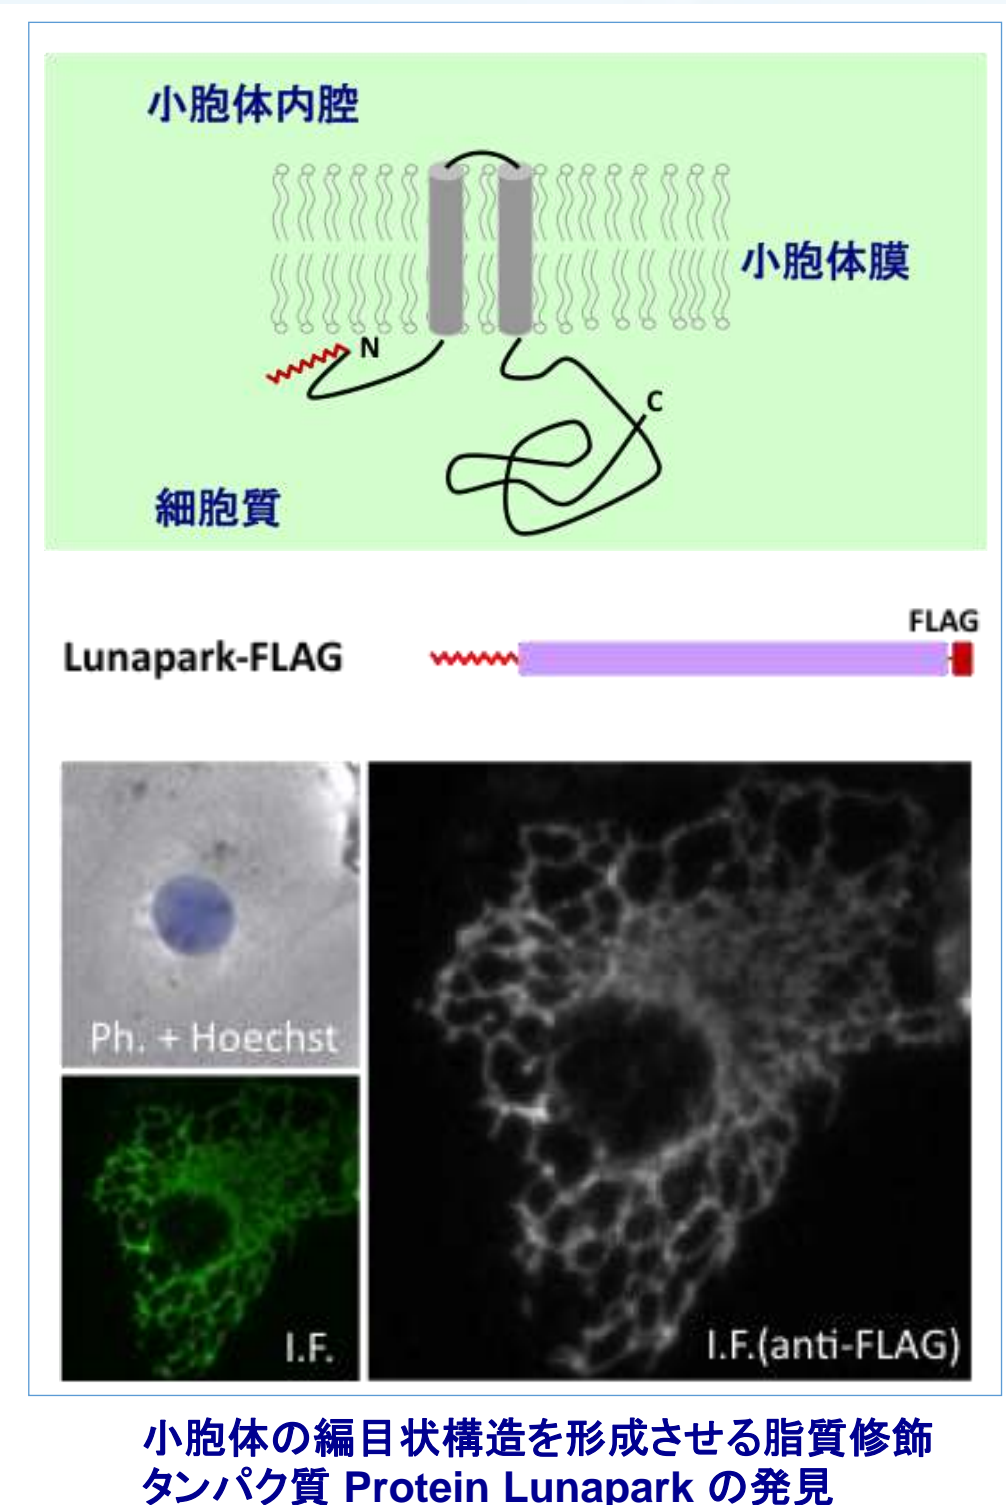 小胞体内腔
小胞体膜
N
C
細胞質
FLAG
Lunapark-FLAG
Ph. + Hoechst
I.F.
I.F.(anti-FLAG)
小胞体の編目状構造を形成させる脂質修飾
タンパク質 Protein Lunapark の発見